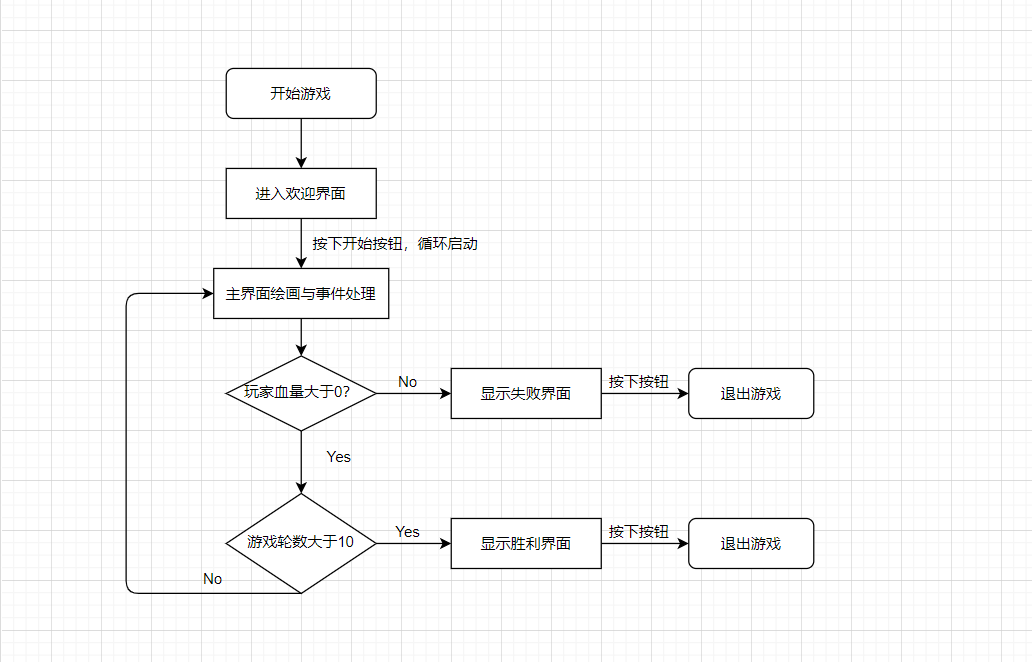 开始游戏
进入欢迎界面
按下开始按钮，循环启动
主界面绘画与事件处理
玩家血量大于0?
No
显示失败界面
按下按钮
退出游戏
Yes
游戏轮数大于10
Yes
显示胜利界面
按下按钮
退出游戏
No